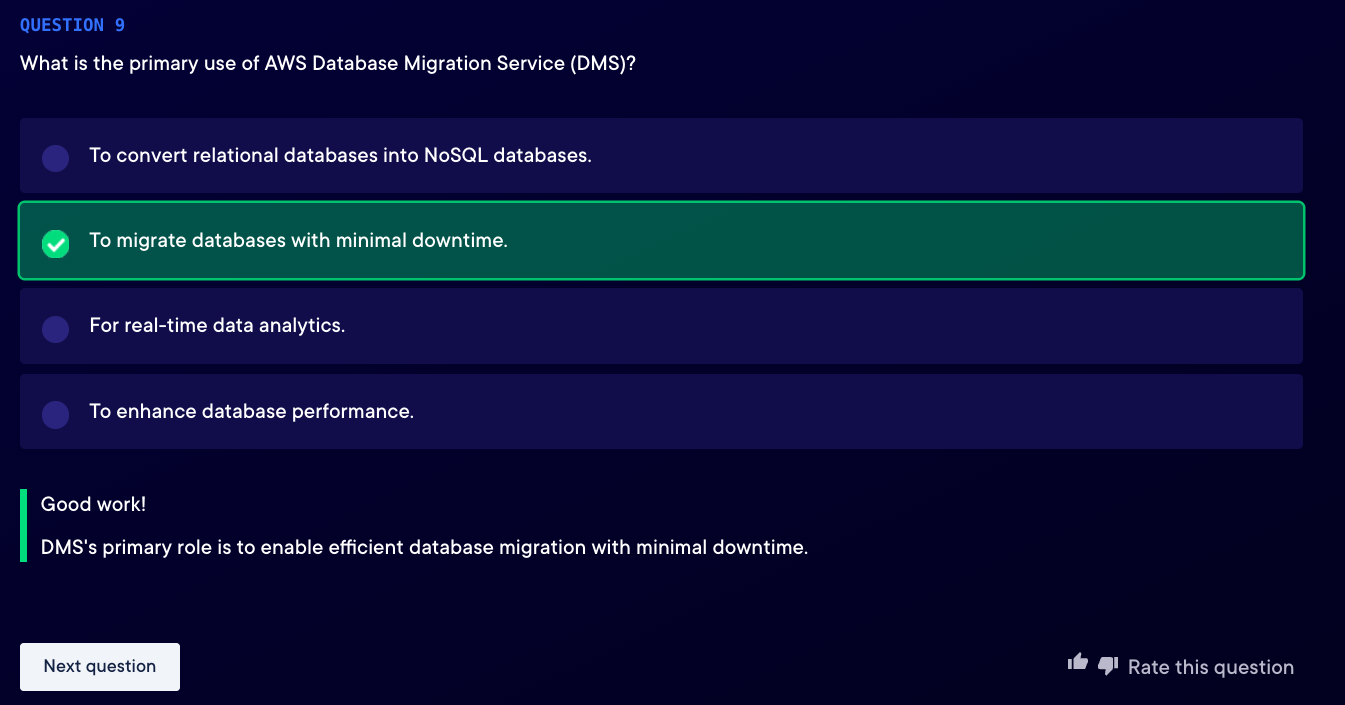 QUESTION 9
What is the primary use of AWS Database Migration Service (DMS)?
To convert relational databases into NoSQL databases.
To migrate databases with minimal downtime.
For real-time data analytics.
To enhance database performance.
Good work!
DMS's primary role is to enable efficient database migration with minimal downtime.
Next question
Rate this question